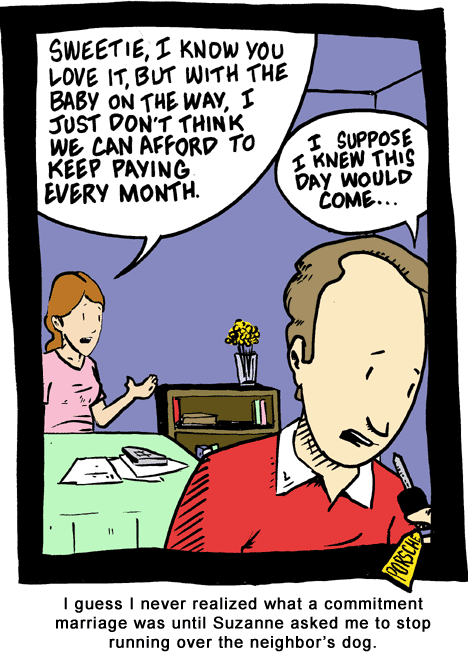 SWEETIE, I KNOW YOU
LOVE IT, BUT WITH THE
BABY ON THE WAY, I
JUST DON'T THINK
WE CAN AFFORD TO
KEEP PAYING
EVERY MONTH.
I SUPPOSE
I KNEW THIS
DAY WOULD
COME...
PORSCHE
I guess I never realized what a commitment
marriage was until Suzanne asked me to stop
running over the neighbor's dog.